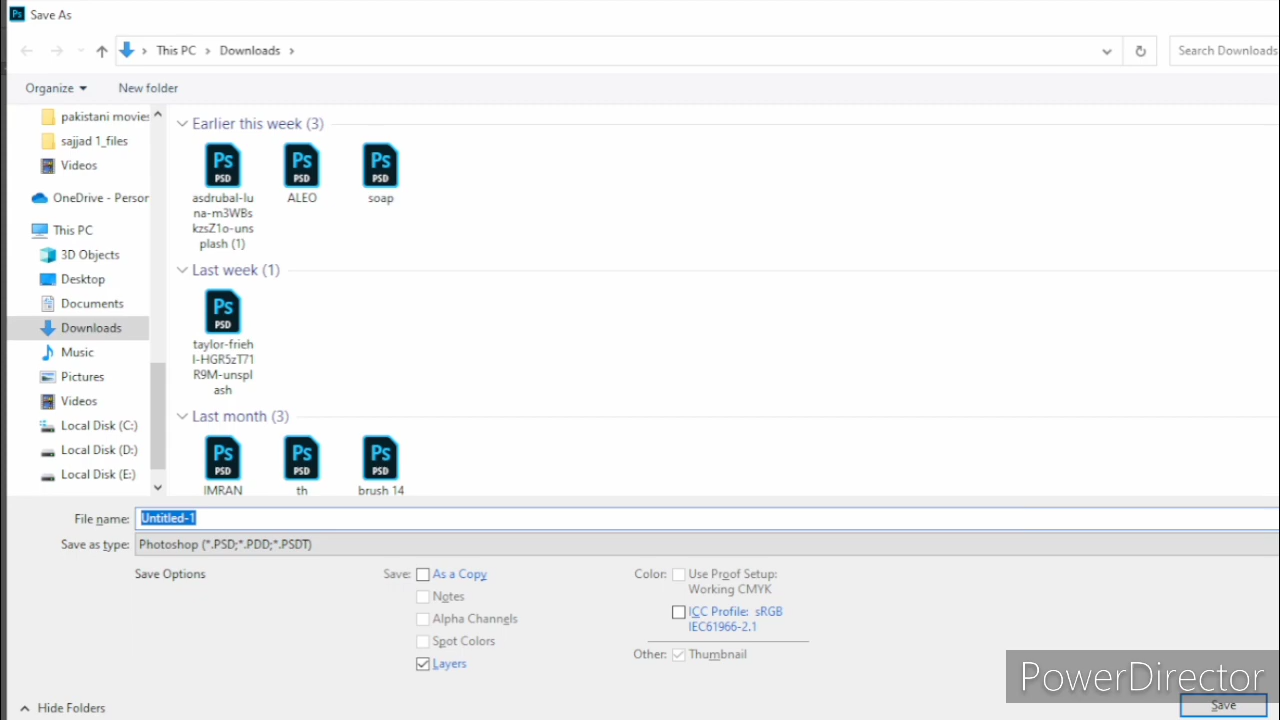 Ps Save As
This PC > Downloads >
Search Downloads
Organize
New folder
pakistani movies
sajjad 1_files
Videos
OneDrive - Person
This PC
3D Objects
Desktop
Documents
Downloads
Music
Pictures
Videos
Local Disk (C:)
Local Disk (D:)
Local Disk (E:)
Earlier this week (3)
Ps PSD
Ps PSD
Ps PSD
asdrubal-lu
na-m3WBs
kzsZ1o-uns
plash (1)
ALEO
soap
Last week (1)
Ps PSD
taylor-frieh
l-HGR5zT71
R9M-unspl
ash
Last month (3)
Ps PSD
Ps PSD
Ps PSD
IMRAN
th
brush 14
File name: Untitled-1
Save as type: Photoshop (*.PSD;*.PDD;*.PSDT)
Save Options
Save: As a Copy
Notes
Alpha Channels
Spot Colors
Layers
Color: Use Proof Setup:
Working CMYK
ICC Profile: sRGB
IEC61966-2.1
Other: Thumbnail
PowerDirector
Hide Folders
Save